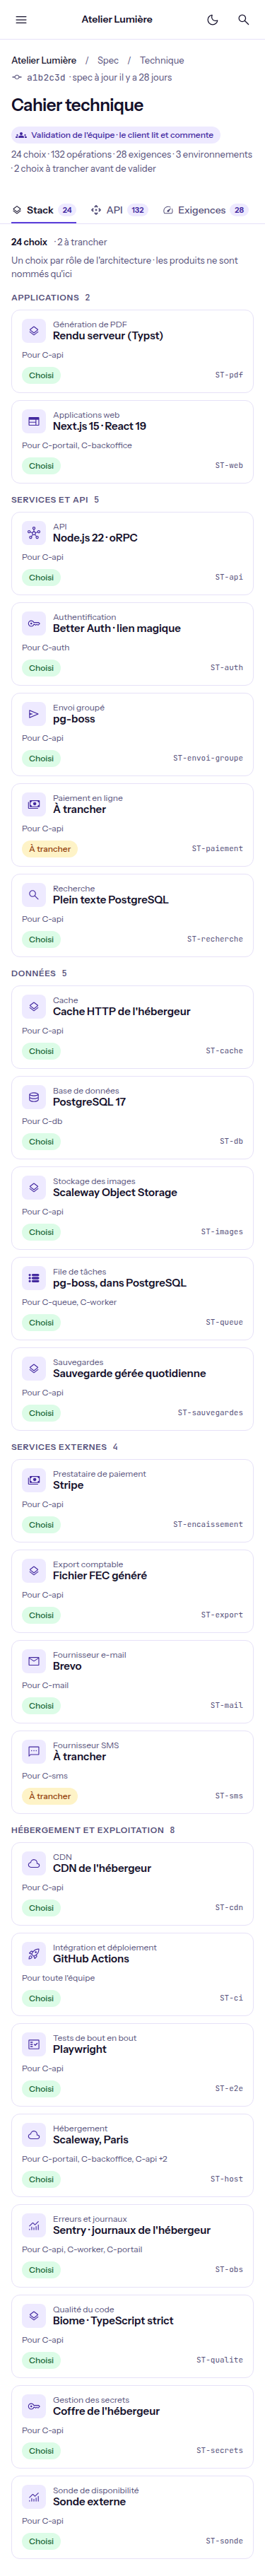 Atelier Lumière
Atelier Lumière / Spec / Technique
a1b2c3d · spec à jour il y a 28 jours
Cahier technique
Validation de l'équipe · le client lit et commente
24 choix · 132 opérations · 28 exigences · 3 environnements
· 2 choix à trancher avant de valider
Stack 24 API 132 Exigences 28
24 choix · 2 à trancher
Un choix par rôle de l'architecture · les produits ne sont
nommés qu'ici
APPLICATIONS 2
Génération de PDF
Rendu serveur (Typst)
Pour C-api
Choisi ST-pdf
Applications web
Next.js 15 · React 19
Pour C-portail, C-backoffice
Choisi ST-web
SERVICES ET API 5
API
Node.js 22 · oRPC
Pour C-api
Choisi ST-api
Authentification
Better Auth · lien magique
Pour C-auth
Choisi ST-auth
Envoi groupé
pg-boss
Pour C-api
Choisi ST-envoi-groupe
Paiement en ligne
À trancher
Pour C-api
À trancher ST-paiement
Recherche
Plein texte PostgreSQL
Pour C-api
Choisi ST-recherche
DONNÉES 5
Cache
Cache HTTP de l'hébergeur
Pour C-api
Choisi ST-cache
Base de données
PostgreSQL 17
Pour C-db
Choisi ST-db
Stockage des images
Scaleway Object Storage
Pour C-api
Choisi ST-images
File de tâches
pg-boss, dans PostgreSQL
Pour C-queue, C-worker
Choisi ST-queue
Sauvegardes
Sauvegarde gérée quotidienne
Pour C-api
Choisi ST-sauvegardes
SERVICES EXTERNES 4
Prestataire de paiement
Stripe
Pour C-api
Choisi ST-encaissement
Export comptable
Fichier FEC généré
Pour C-api
Choisi ST-export
Fournisseur e-mail
Brevo
Pour C-mail
Choisi ST-mail
Fournisseur SMS
À trancher
Pour C-sms
À trancher ST-sms
HÉBERGEMENT ET EXPLOITATION 8
CDN
CDN de l'hébergeur
Pour C-api
Choisi ST-cdn
Intégration et déploiement
GitHub Actions
Pour toute l'équipe
Choisi ST-ci
Tests de bout en bout
Playwright
Pour C-api
Choisi ST-e2e
Hébergement
Scaleway, Paris
Pour C-portail, C-backoffice, C-api +2
Choisi ST-host
Erreurs et journaux
Sentry · journaux de l'hébergeur
Pour C-api, C-worker, C-portail
Choisi ST-obs
Qualité du code
Biome · TypeScript strict
Pour C-api
Choisi ST-qualite
Gestion des secrets
Coffre de l'hébergeur
Pour C-api
Choisi ST-secrets
Sonde de disponibilité
Sonde externe
Pour C-api
Choisi ST-sonde